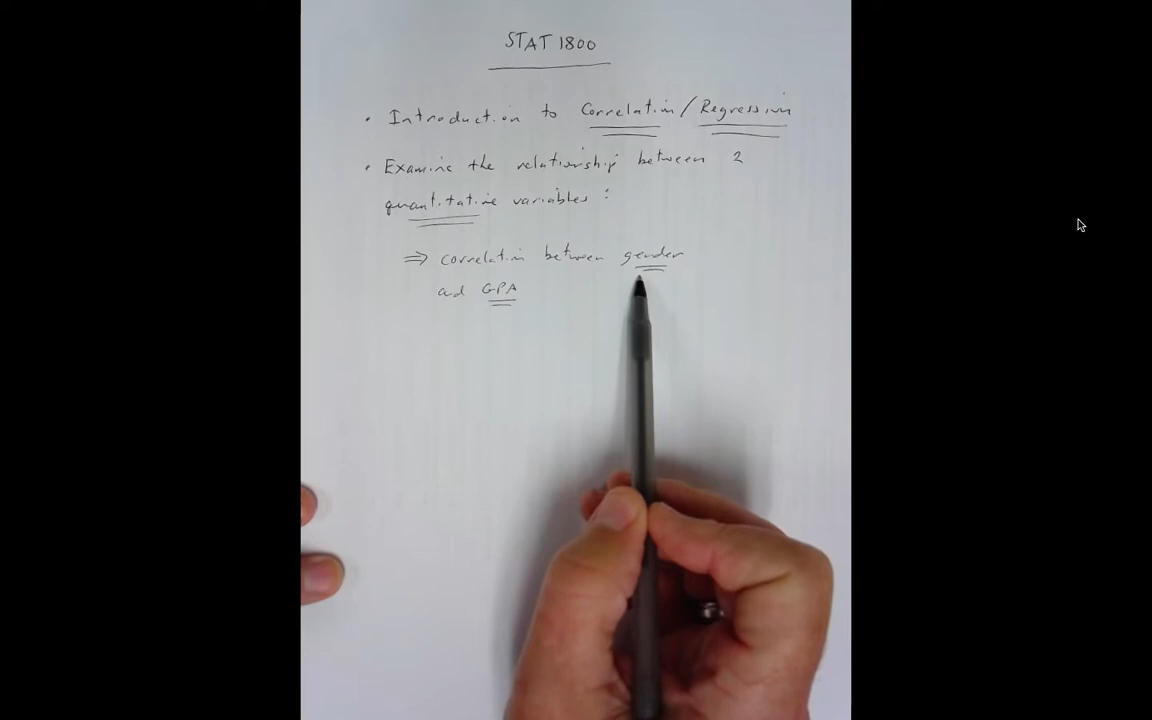 STAT 1800
• Introduction to Correlation/Regression
• Examine the relationship between 2
quantitative variables:
⇒ correlation between gender
and GPA